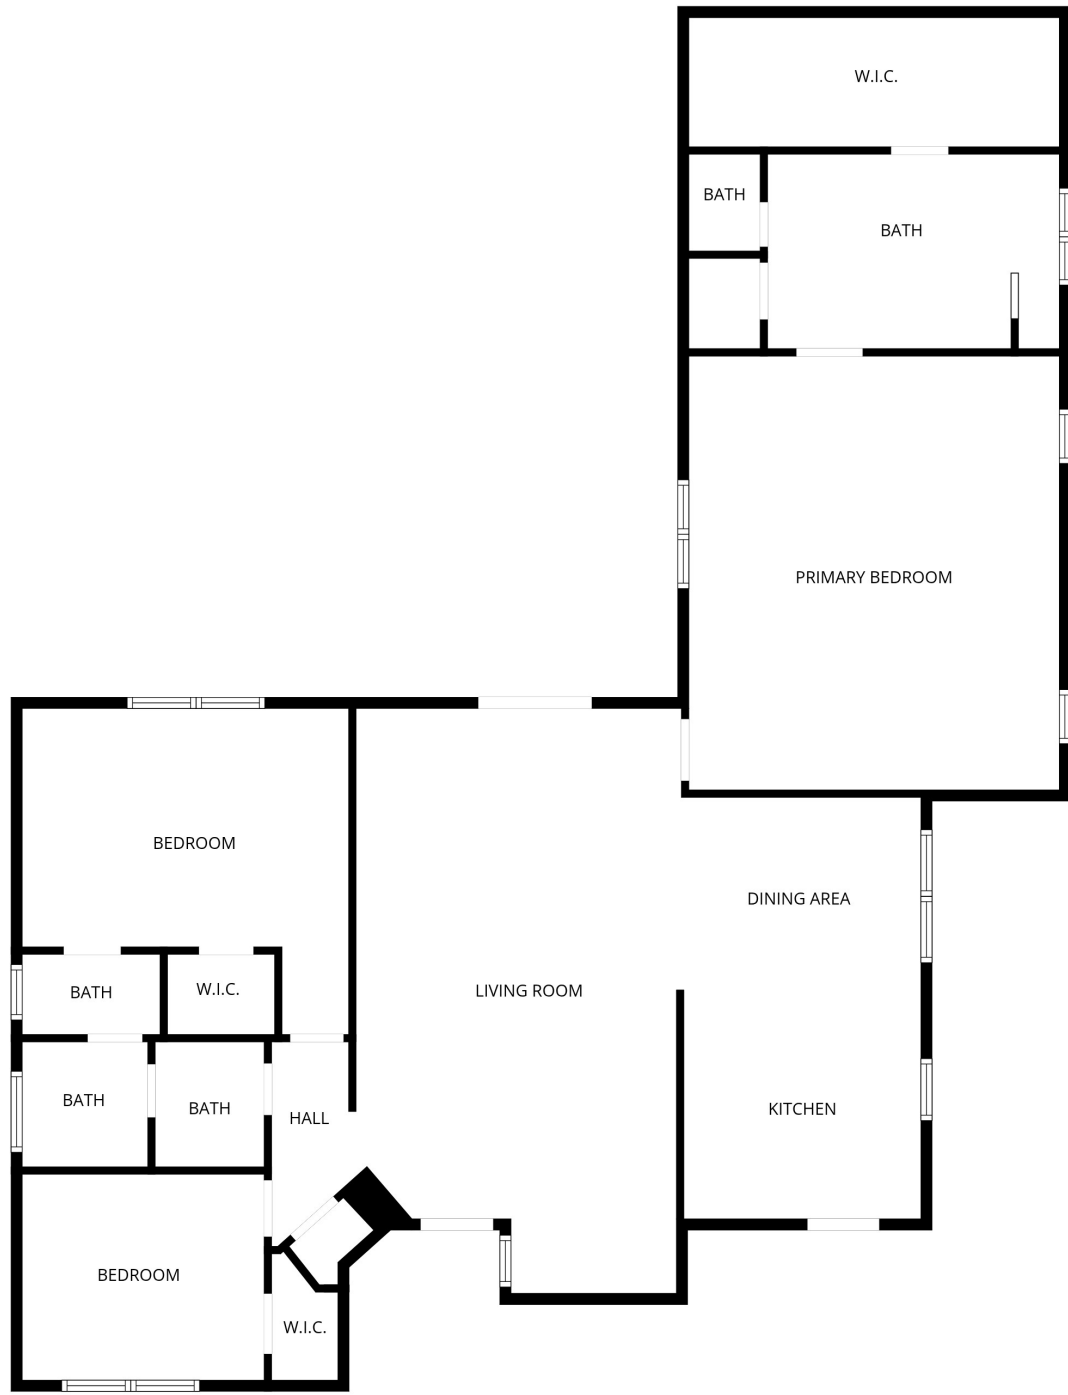 W.I.C.
BATH
BATH
PRIMARY BEDROOM
BEDROOM
DINING AREA
BATH
W.I.C.
LIVING ROOM
BATH
BATH
HALL
KITCHEN
BEDROOM
W.I.C.